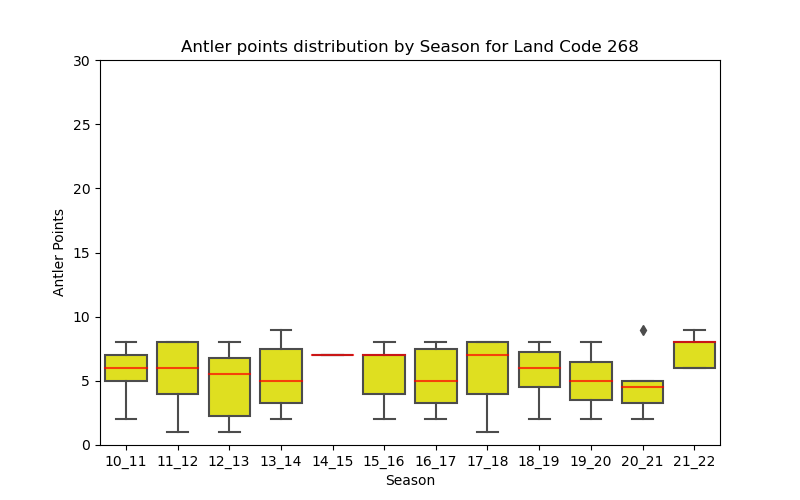 Antler points distribution by Season for Land Code 268
Antler Points
30
25
20
15
10
5
0
10_11 11_12 12_13 13_14 14_15 15_16 16_17 17_18 18_19 19_20 20_21 21_22
Season